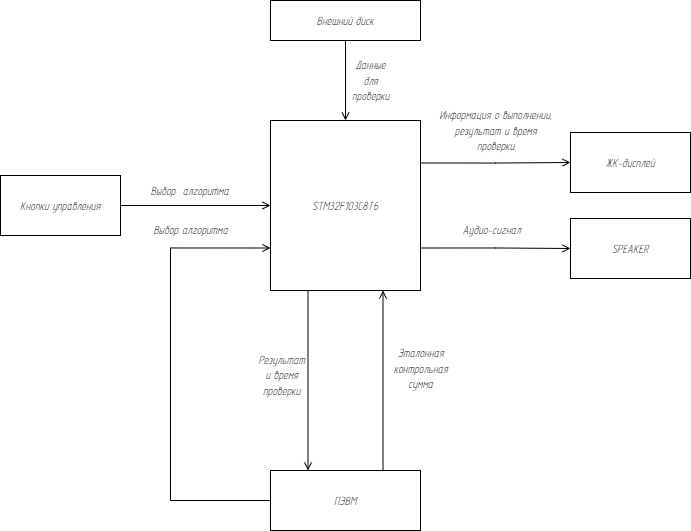 Внешний диск
Данные
для
проверки
Информация о выполнении,
результат и время
проверки
ЖК-дисплей
Кнопки управления
Выбор алгоритма
STM32F103C8T6
Выбор алгоритма
Аудио-сигнал
SPEAKER
Результат
и время
проверки
Эталонная
контрольная
сумма
ПЭВМ